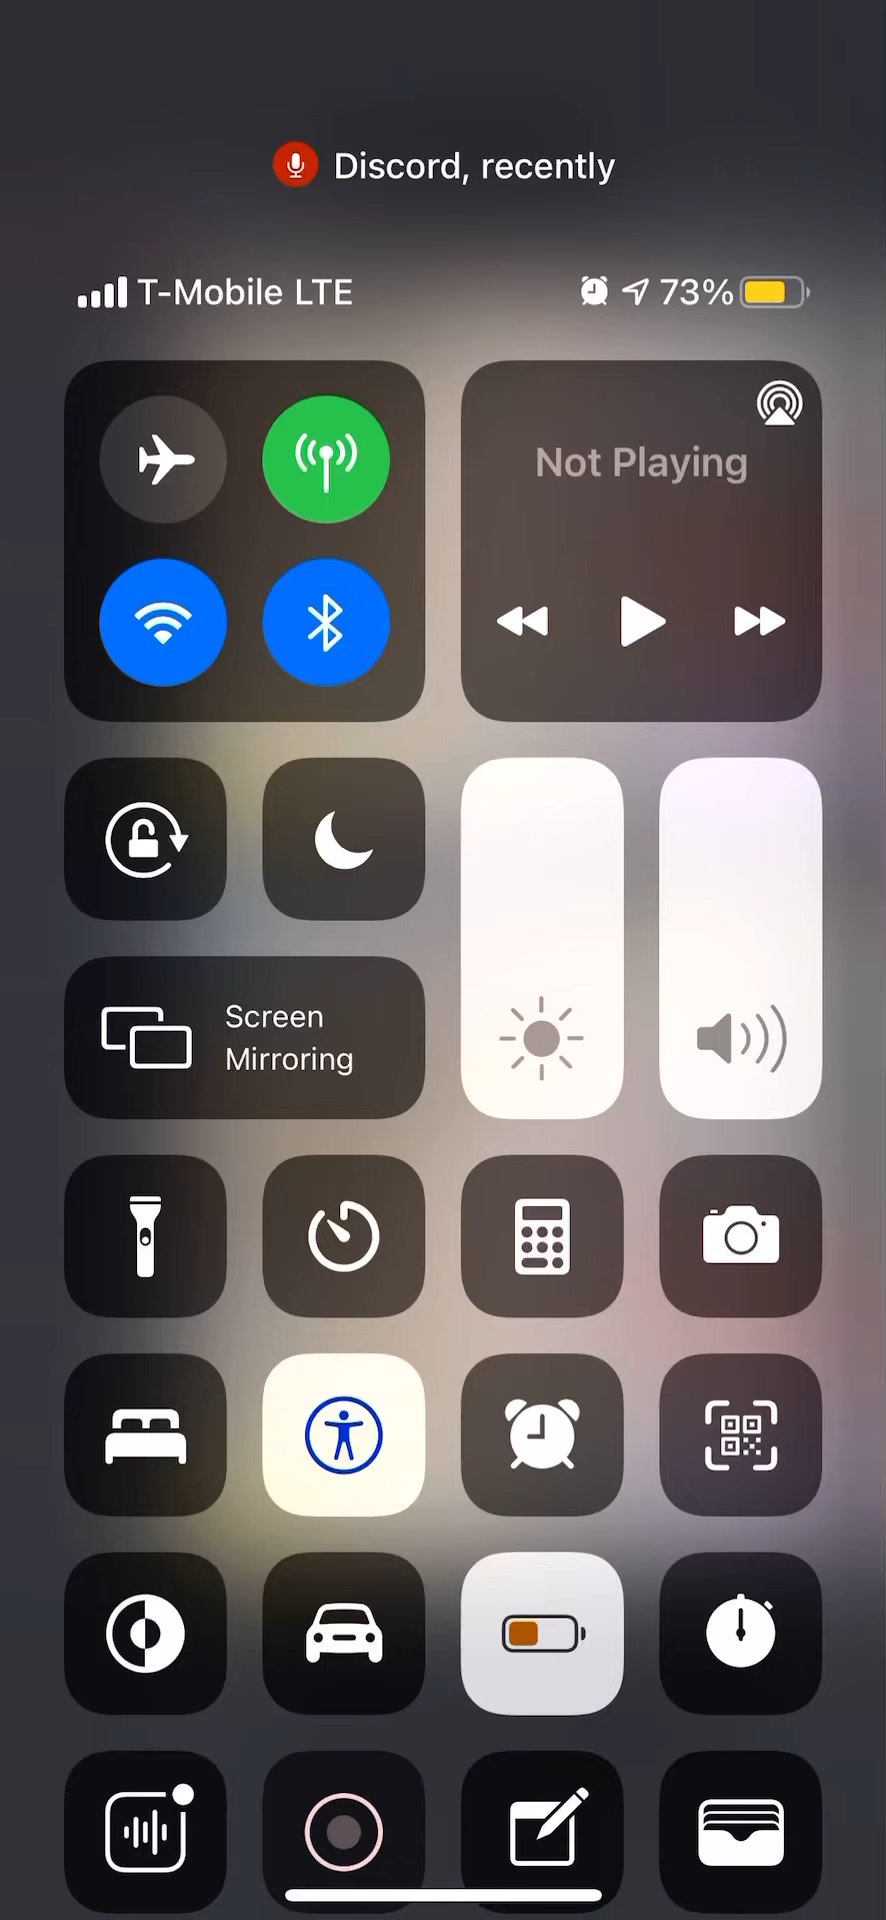 Discord, recently
T-Mobile LTE 73%
Not Playing
Screen
Mirroring